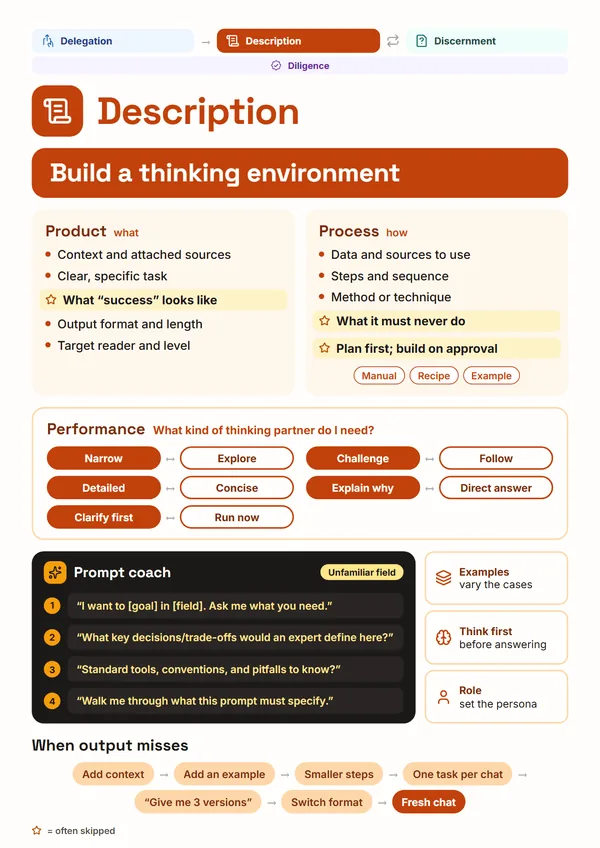 Delegation → Description Discernment
Diligence
Description
Build a thinking environment
Product what
Context and attached sources
Clear, specific task
What “success” looks like
Output format and length
Target reader and level
Process how
Data and sources to use
Steps and sequence
Method or technique
What it must never do
Plan first; build on approval
Manual Recipe Example
Performance What kind of thinking partner do I need?
Narrow ↔ Explore Challenge ↔ Follow
Detailed ↔ Concise Explain why ↔ Direct answer
Clarify first ↔ Run now
Prompt coach Unfamiliar field
1 “I want to [goal] in [field]. Ask me what you need.”
2 “What key decisions/trade-offs would an expert define here?”
3 “Standard tools, conventions, and pitfalls to know?”
4 “Walk me through what this prompt must specify.”
Examples
vary the cases
Think first
before answering
Role
set the persona
When output misses
Add context → Add an example → Smaller steps → One task per chat →
“Give me 3 versions” → Switch format → Fresh chat
= often skipped